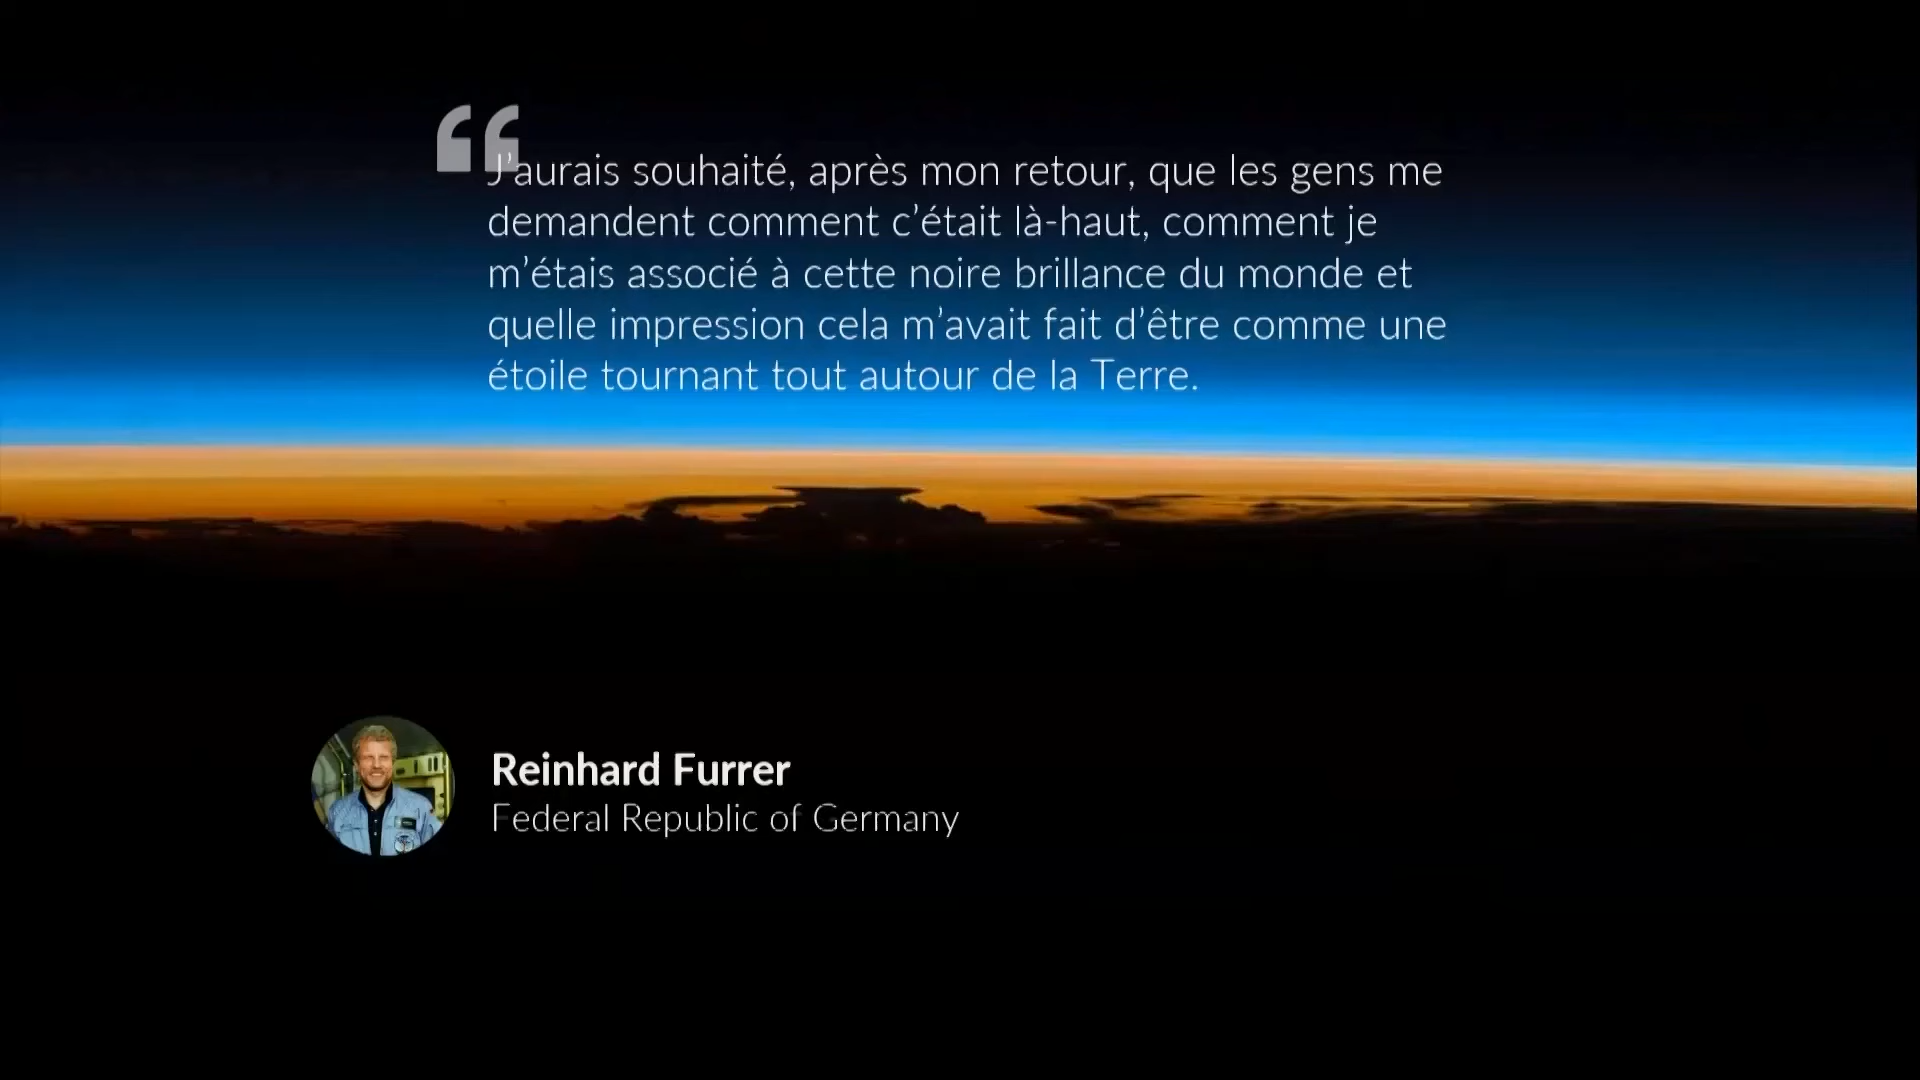 “
J’aurais souhaité, après mon retour, que les gens me
demandent comment c’était là-haut, comment je
m’étais associé à cette noire brillance du monde et
quelle impression cela m’avait fait d’être comme une
étoile tournant tout autour de la Terre.
Reinhard Furrer
Federal Republic of Germany